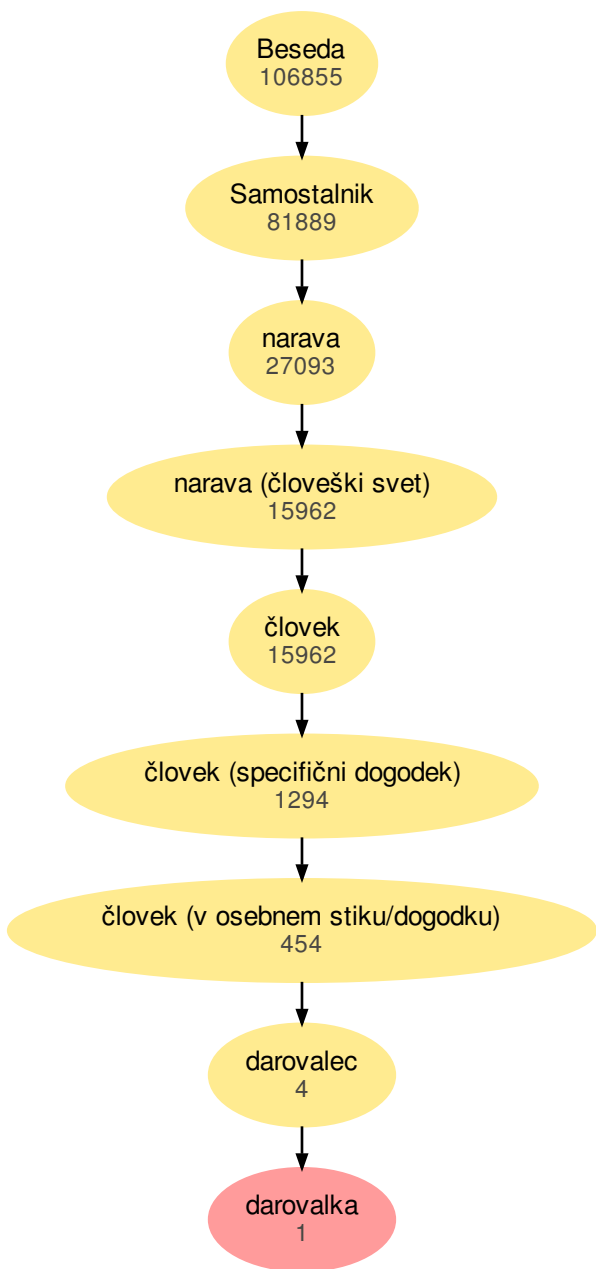 Beseda
106855
Samostalnik
81889
narava
27093
narava (človeški svet)
15962
človek
15962
človek (specifični dogodek)
1294
človek (v osebnem stiku/dogodku)
454
darovalec
4
darovalka
1